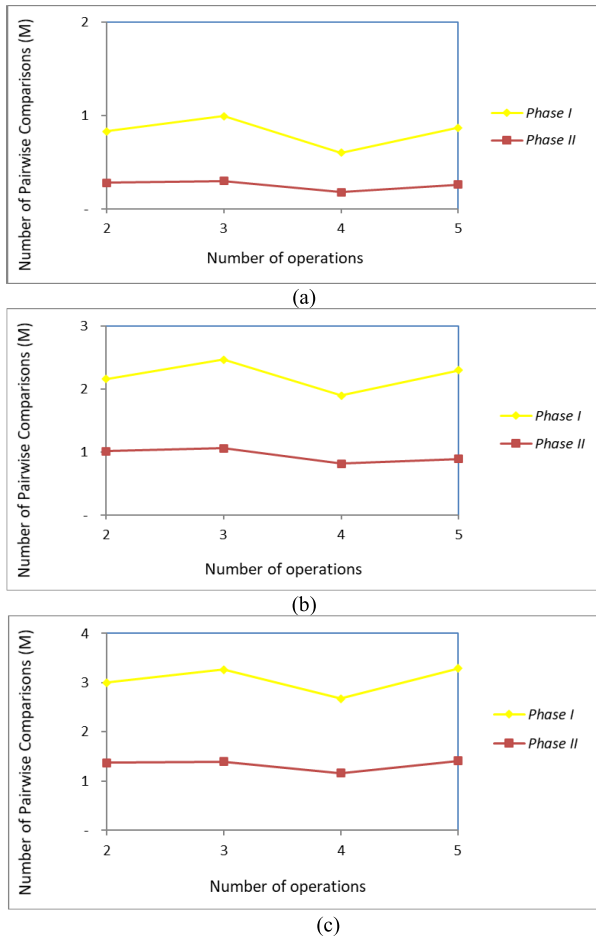 Number of Pairwise Comparisons (M)
2
1
-
2 3 4 5
Number of operations
Phase I
Phase II
(a)
Number of Pairwise Comparisons (M)
3
2
1
-
2 3 4 5
Number of operations
Phase I
Phase II
(b)
Number of Pairwise Comparisons (M)
4
3
2
1
-
2 3 4 5
Number of operations
Phase I
Phase II
(c)